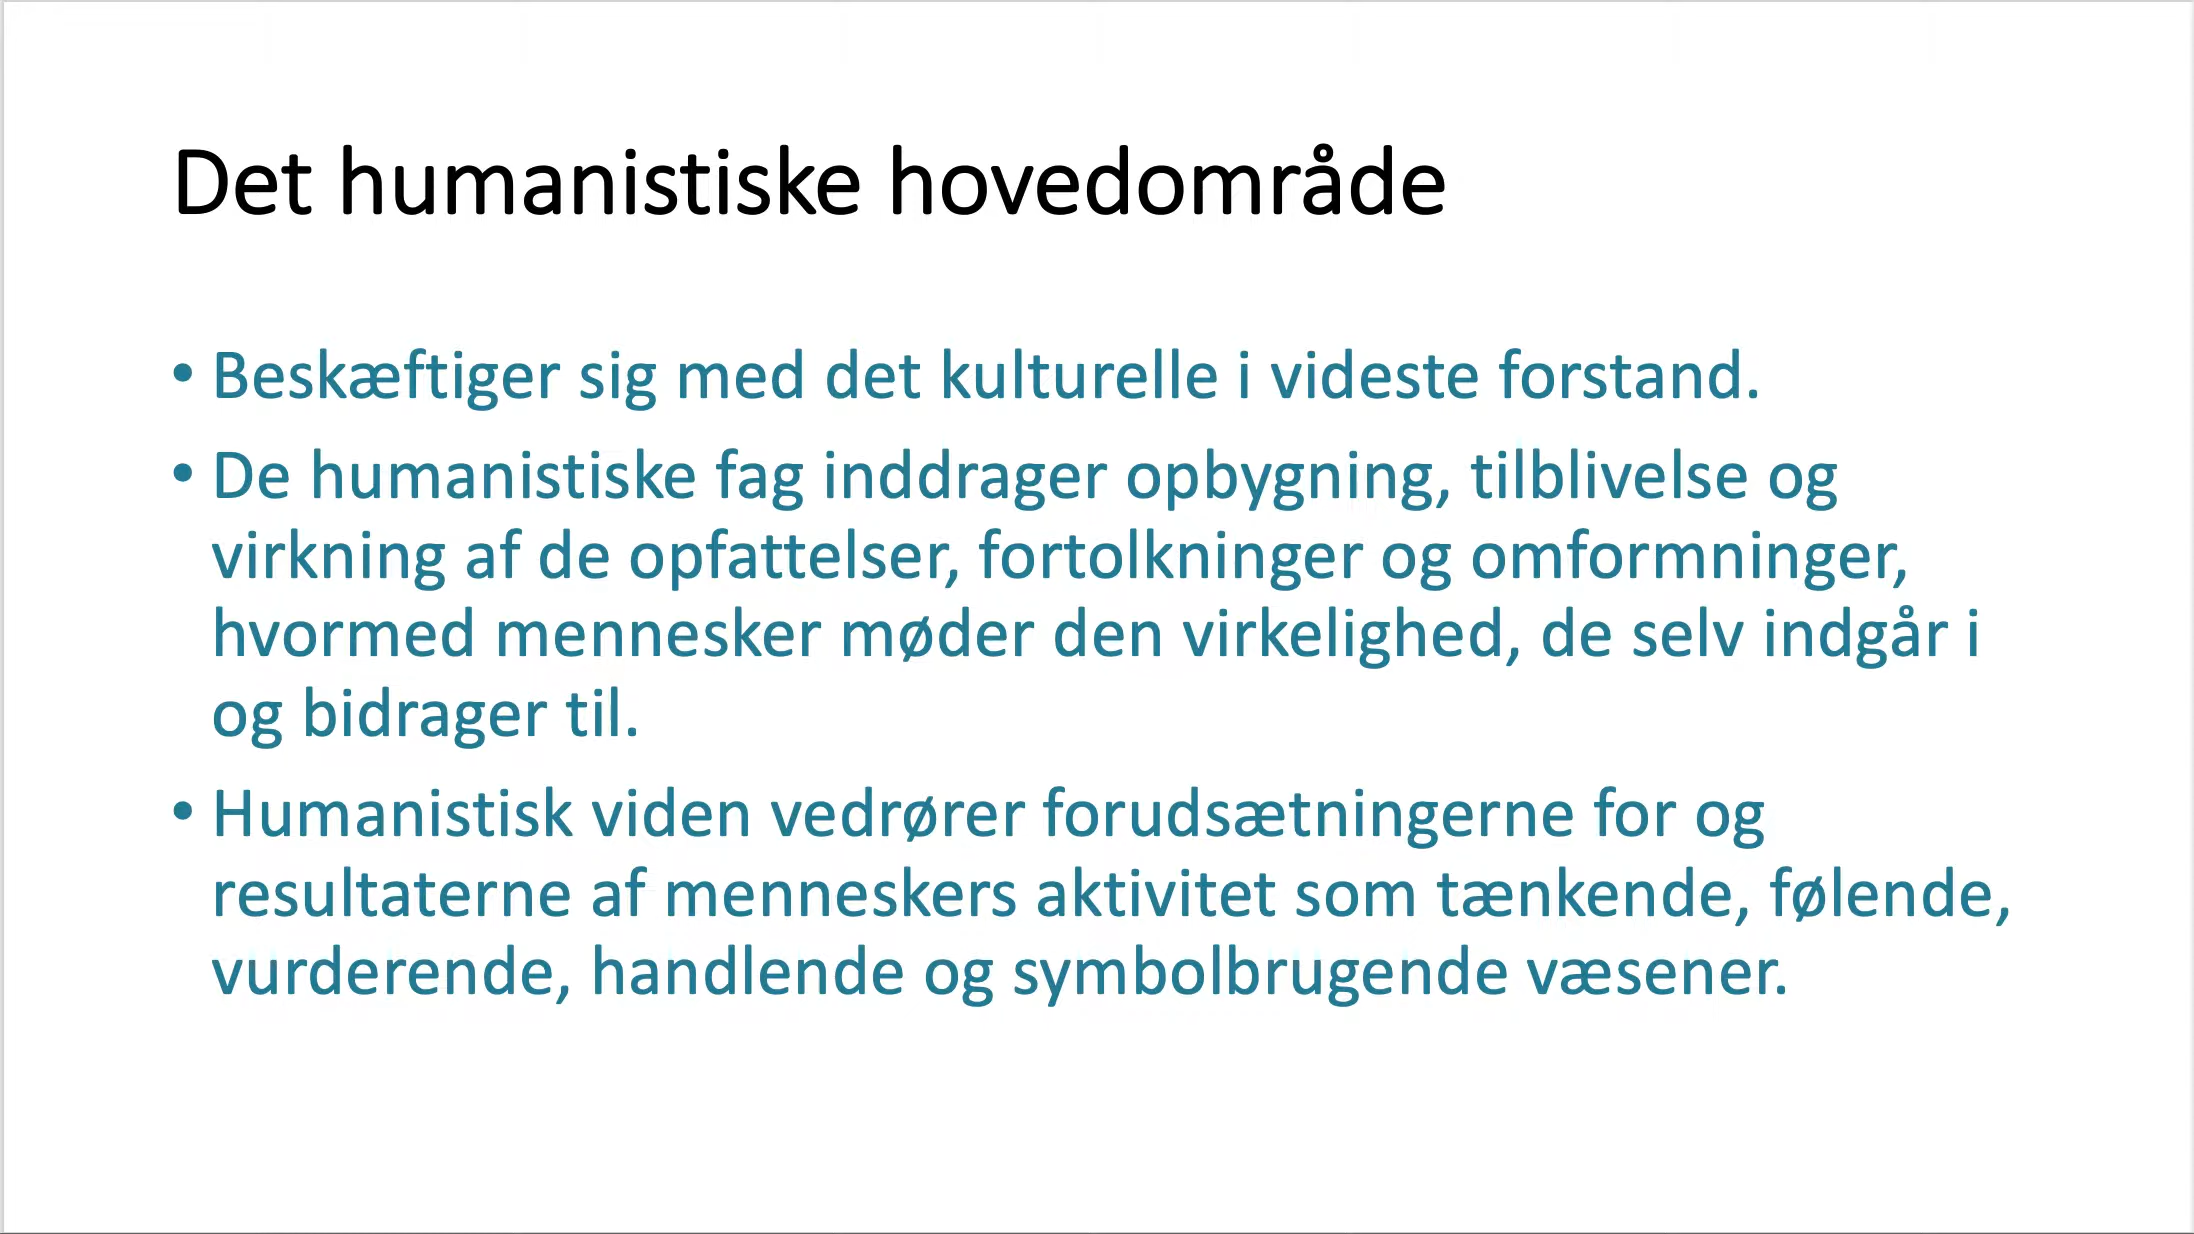 Det humanistiske hovedområde
• Beskæftiger sig med det kulturelle i videste forstand.
• De humanistiske fag inddrager opbygning, tilblivelse og
virkning af de opfattelser, fortolkninger og omformninger,
hvormed mennesker møder den virkelighed, de selv indgår i
og bidrager til.
• Humanistisk viden vedrører forudsætningerne for og
resultaterne af menneskers aktivitet som tænkende, følende,
vurderende, handlende og symbolbrugende væsener.